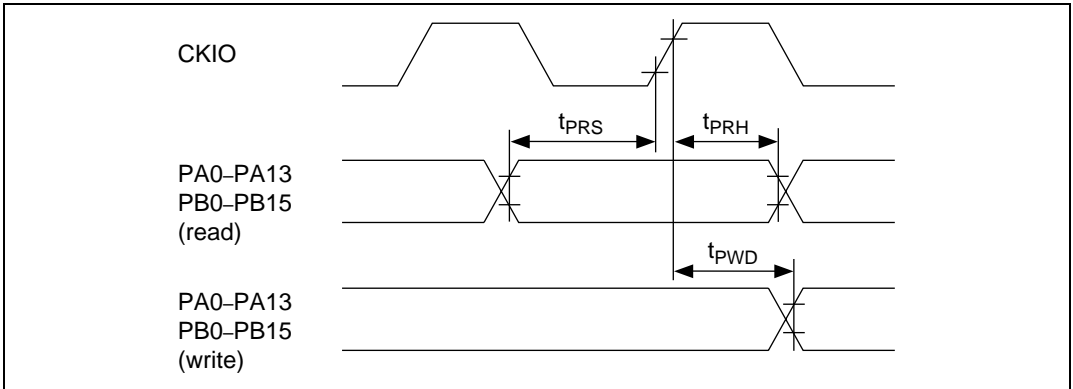 CKIO
tPRS
tPRH
PA0–PA13
PB0–PB15
(read)
tPWD
PA0–PA13
PB0–PB15
(write)